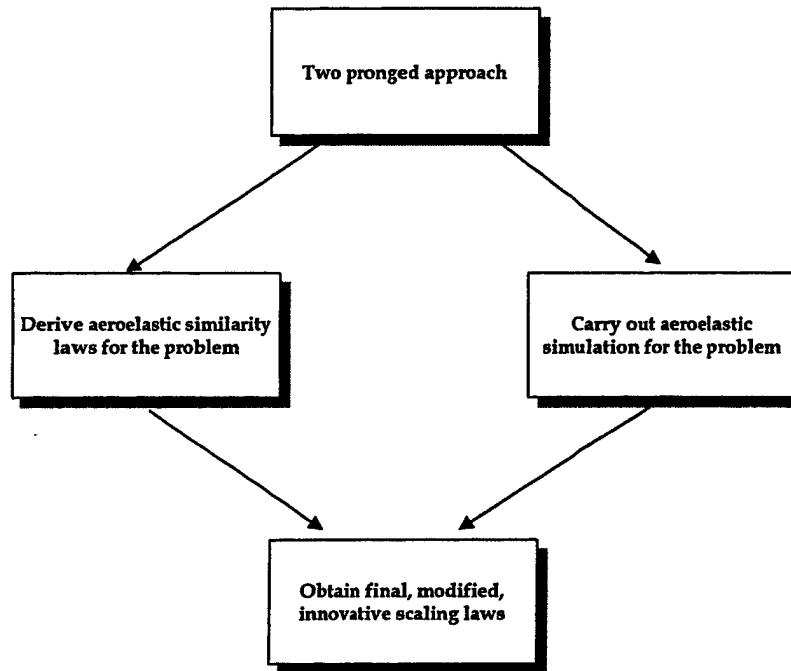 Two pronged approach
Derive aeroelastic similarity
laws for the problem
Carry out aeroelastic
simulation for the problem
Obtain final, modified,
innovative scaling laws